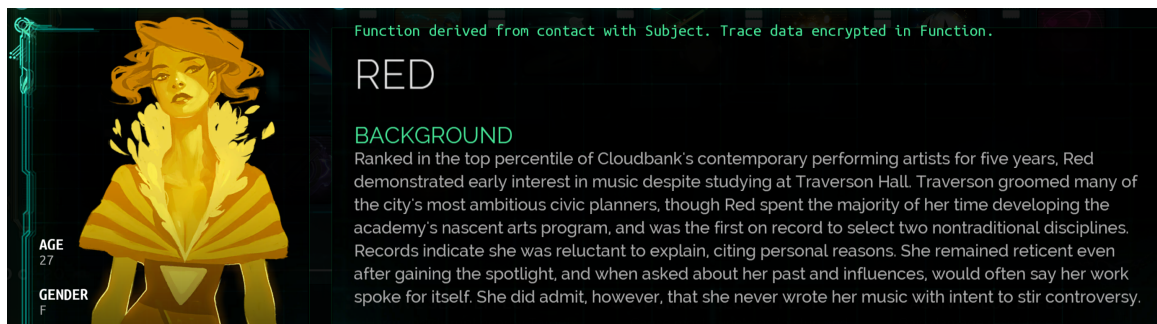 Function derived from contact with Subject. Trace data encrypted in Function.
RED
BACKGROUND
Ranked in the top percentile of Cloudbank's contemporary performing artists for five years, Red
demonstrated early interest in music despite studying at Traverson Hall. Traverson groomed many of
the city's most ambitious civic planners, though Red spent the majority of her time developing the
academy's nascent arts program, and was the first on record to select two nontraditional disciplines.
Records indicate she was reluctant to explain, citing personal reasons. She remained reticent even
after gaining the spotlight, and when asked about her past and influences, would often say her work
spoke for itself. She did admit, however, that she never wrote her music with intent to stir controversy.
AGE
27
GENDER
F